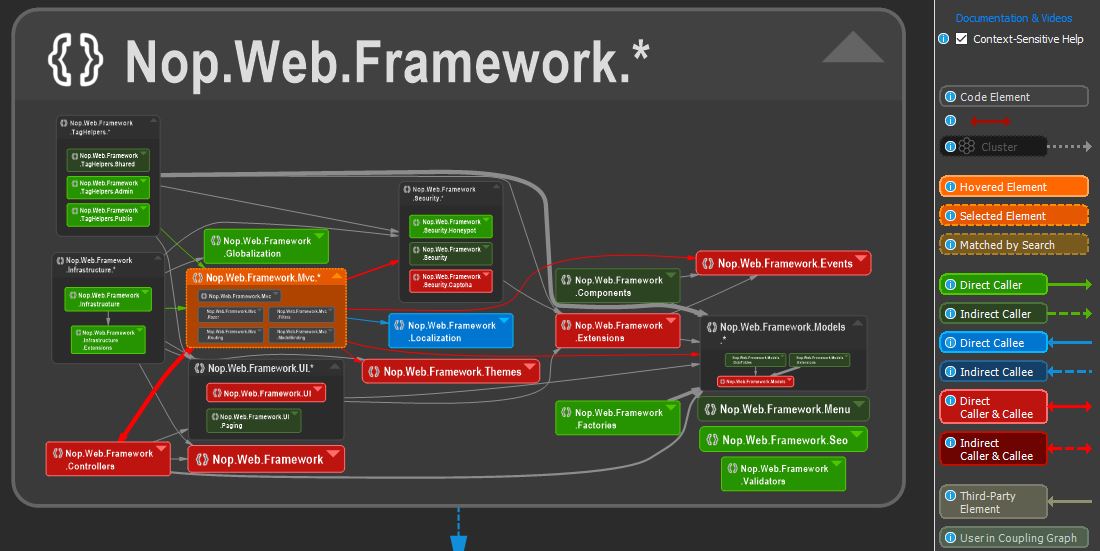 Nop.Web.Framework.*
Nop.Web.Framework
.TagHelpers.*
Nop.Web.Framework
.TagHelpers.Shared
Nop.Web.Framework
.TagHelpers.Admin
Nop.Web.Framework
.TagHelpers.Public
Nop.Web.Framework
.Infrastructure.*
Nop.Web.Framework
.Infrastructure
Nop.Web.Framework
.Infrastructure
.Extensions
Nop.Web.Framework
.Globalization
Nop.Web.Framework.Mvc.*
Nop.Web.Framework.Mvc
Nop.Web.Framework.Mvc
.Razor
Nop.Web.Framework.Mvc
.Filters
Nop.Web.Framework.Mvc
.Routing
Nop.Web.Framework.Mvc
.ModelBinding
Nop.Web.Framework
.Security.*
Nop.Web.Framework
.Security.Honeypot
Nop.Web.Framework
.Security
Nop.Web.Framework
.Security.Captcha
Nop.Web.Framework
.Localization
Nop.Web.Framework.Themes
Nop.Web.Framework.UI.*
Nop.Web.Framework.UI
Nop.Web.Framework.UI
.Paging
Nop.Web.Framework
.Controllers
Nop.Web.Framework
Nop.Web.Framework.Events
Nop.Web.Framework
.Components
Nop.Web.Framework
.Extensions
Nop.Web.Framework.Models
.*
Nop.Web.Framework.Models
.DataTables
Nop.Web.Framework.Models
.Extensions
Nop.Web.Framework.Models
Nop.Web.Framework
.Factories
Nop.Web.Framework.Menu
Nop.Web.Framework.Seo
Nop.Web.Framework
.Validators
Documentation & Videos
Context-Sensitive Help
Code Element
Cluster
Hovered Element
Selected Element
Matched by Search
Direct Caller
Indirect Caller
Direct Callee
Indirect Callee
Direct
Caller & Callee
Indirect
Caller & Callee
Third-Party
Element
User in Coupling Graph